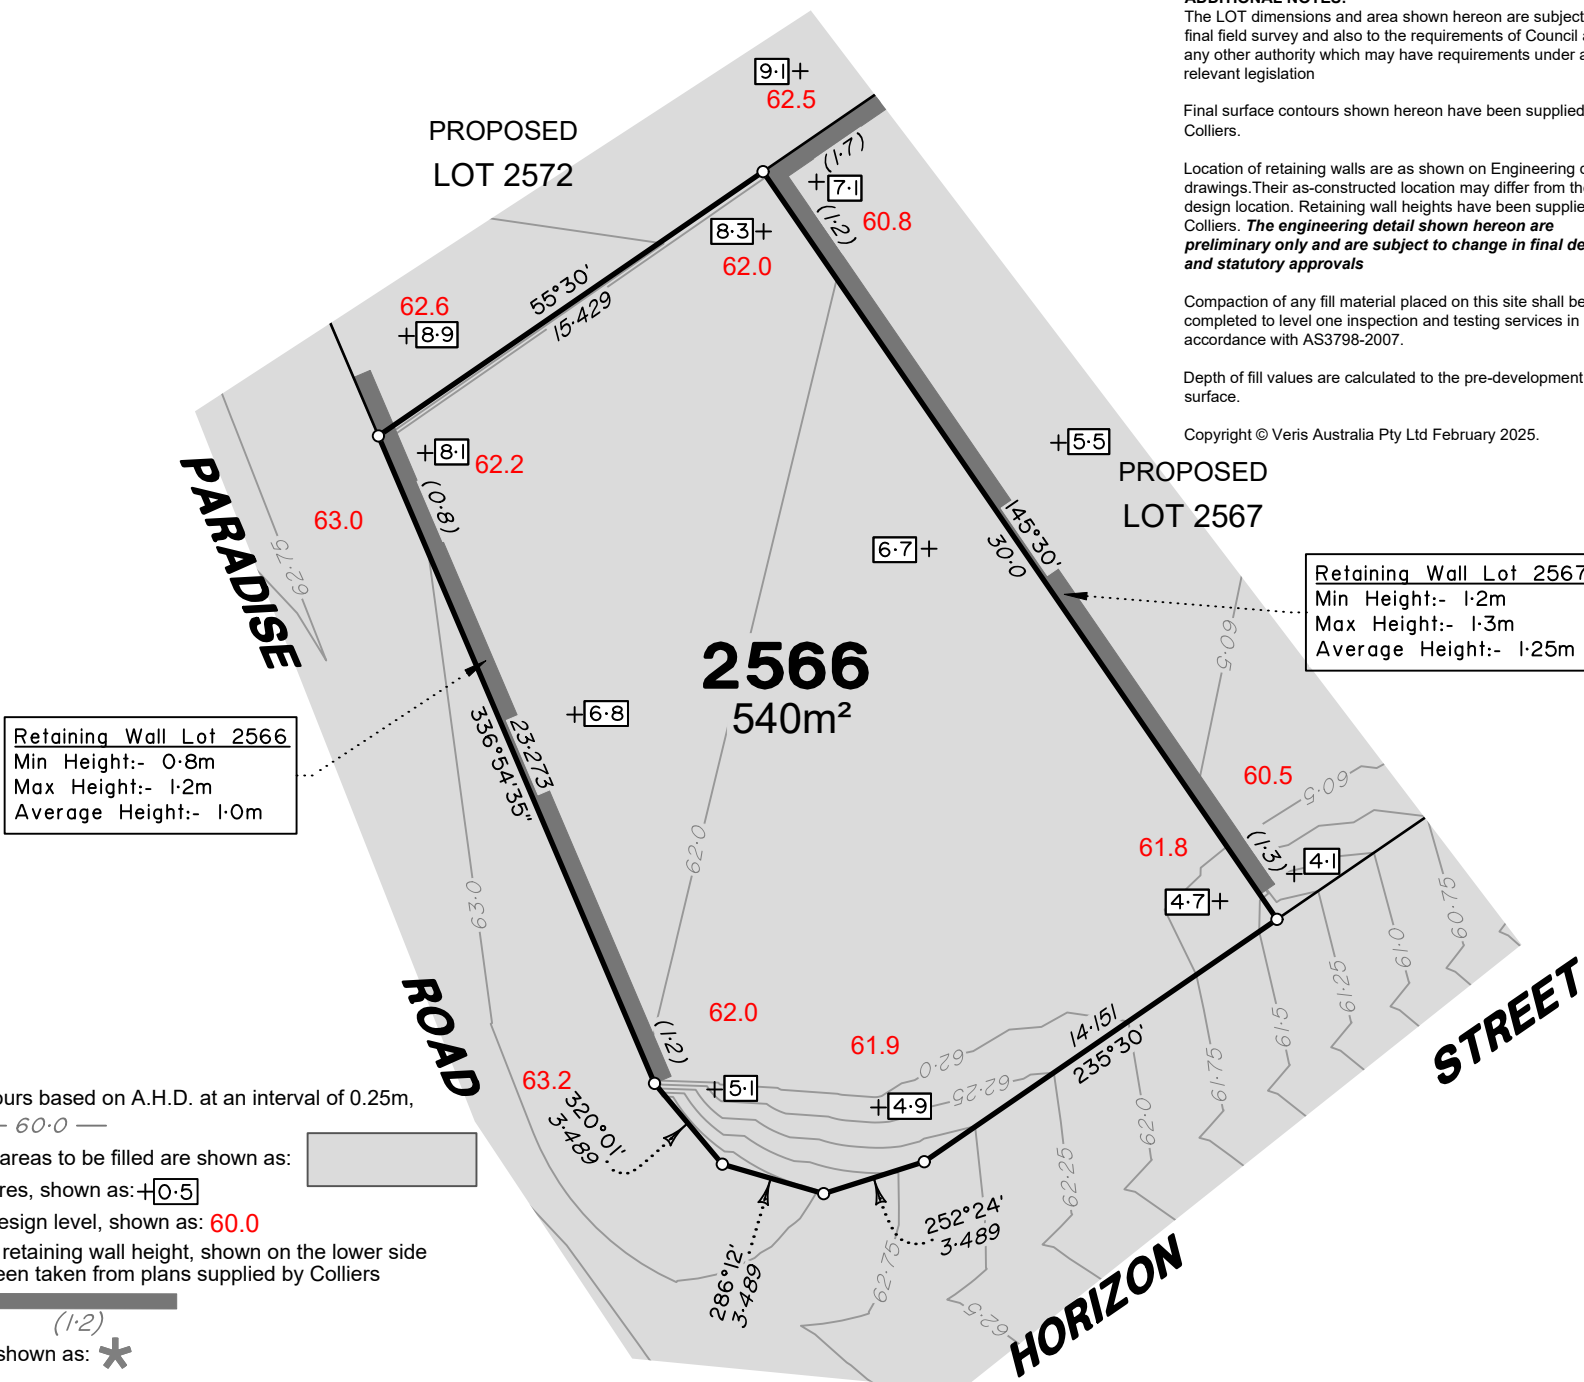 ADDITIONAL NOTES:
The LOT dimensions and area shown hereon are subject
final field survey and also to the requirements of Council
any other authority which may have requirements under
relevant legislation
Final surface contours shown hereon have been supplied
Colliers.
Location of retaining walls are as shown on Engineering
drawings.Their as-constructed location may differ from
design location. Retaining wall heights have been
Colliers. The engineering detail shown hereon are
preliminary only and are subject to change in final
and statutory approvals
Compaction of any fill material placed on this site shall be
completed to level one inspection and testing services in
accordance with AS3798-2007.
Depth of fill values are calculated to the pre-development
surface.
Copyright © Veris Australia Pty Ltd February 2025.
9·1
62.5
PROPOSED
LOT 2572
(1·7)
7·1
(1·2)
60.8
8·3
62.0
62.6
8·9
55°30'
15·429
8·1
62.2
(0·8)
63.0
62·75
PARADISE
ROAD
5·5
PROPOSED
LOT 2567
145°30'
30·0
6·7
Retaining Wall Lot 2567
Min Height:- 1·2m
Max Height:- 1·3m
Average Height:- 1·25m
60·5
2566
540m²
6·8
23·273
336°54'35"
Retaining Wall Lot 2566
Min Height:- 0·8m
Max Height:- 1·2m
Average Height:- 1·0m
60.5
60·5
61.8
(1·3)
4·1
4·7
62·0
63·0
60·75
61·0
61·25
61·5
61·75
62·0
62·25
62·5
62·75
62.0
(1·2)
61.9
62·0
62·25
63.2
5·1
4·9
14·151
235°30'
320°01'
3·489
286°12'
3·489
252°24'
3·489
HORIZON
STREET
based on A.H.D. at an interval of 0.25m,
60·0
areas to be filled are shown as:
shown as: 0·5
level, shown as: 60.0
retaining wall height, shown on the lower side
taken from plans supplied by Colliers
(1·2)
shown as: